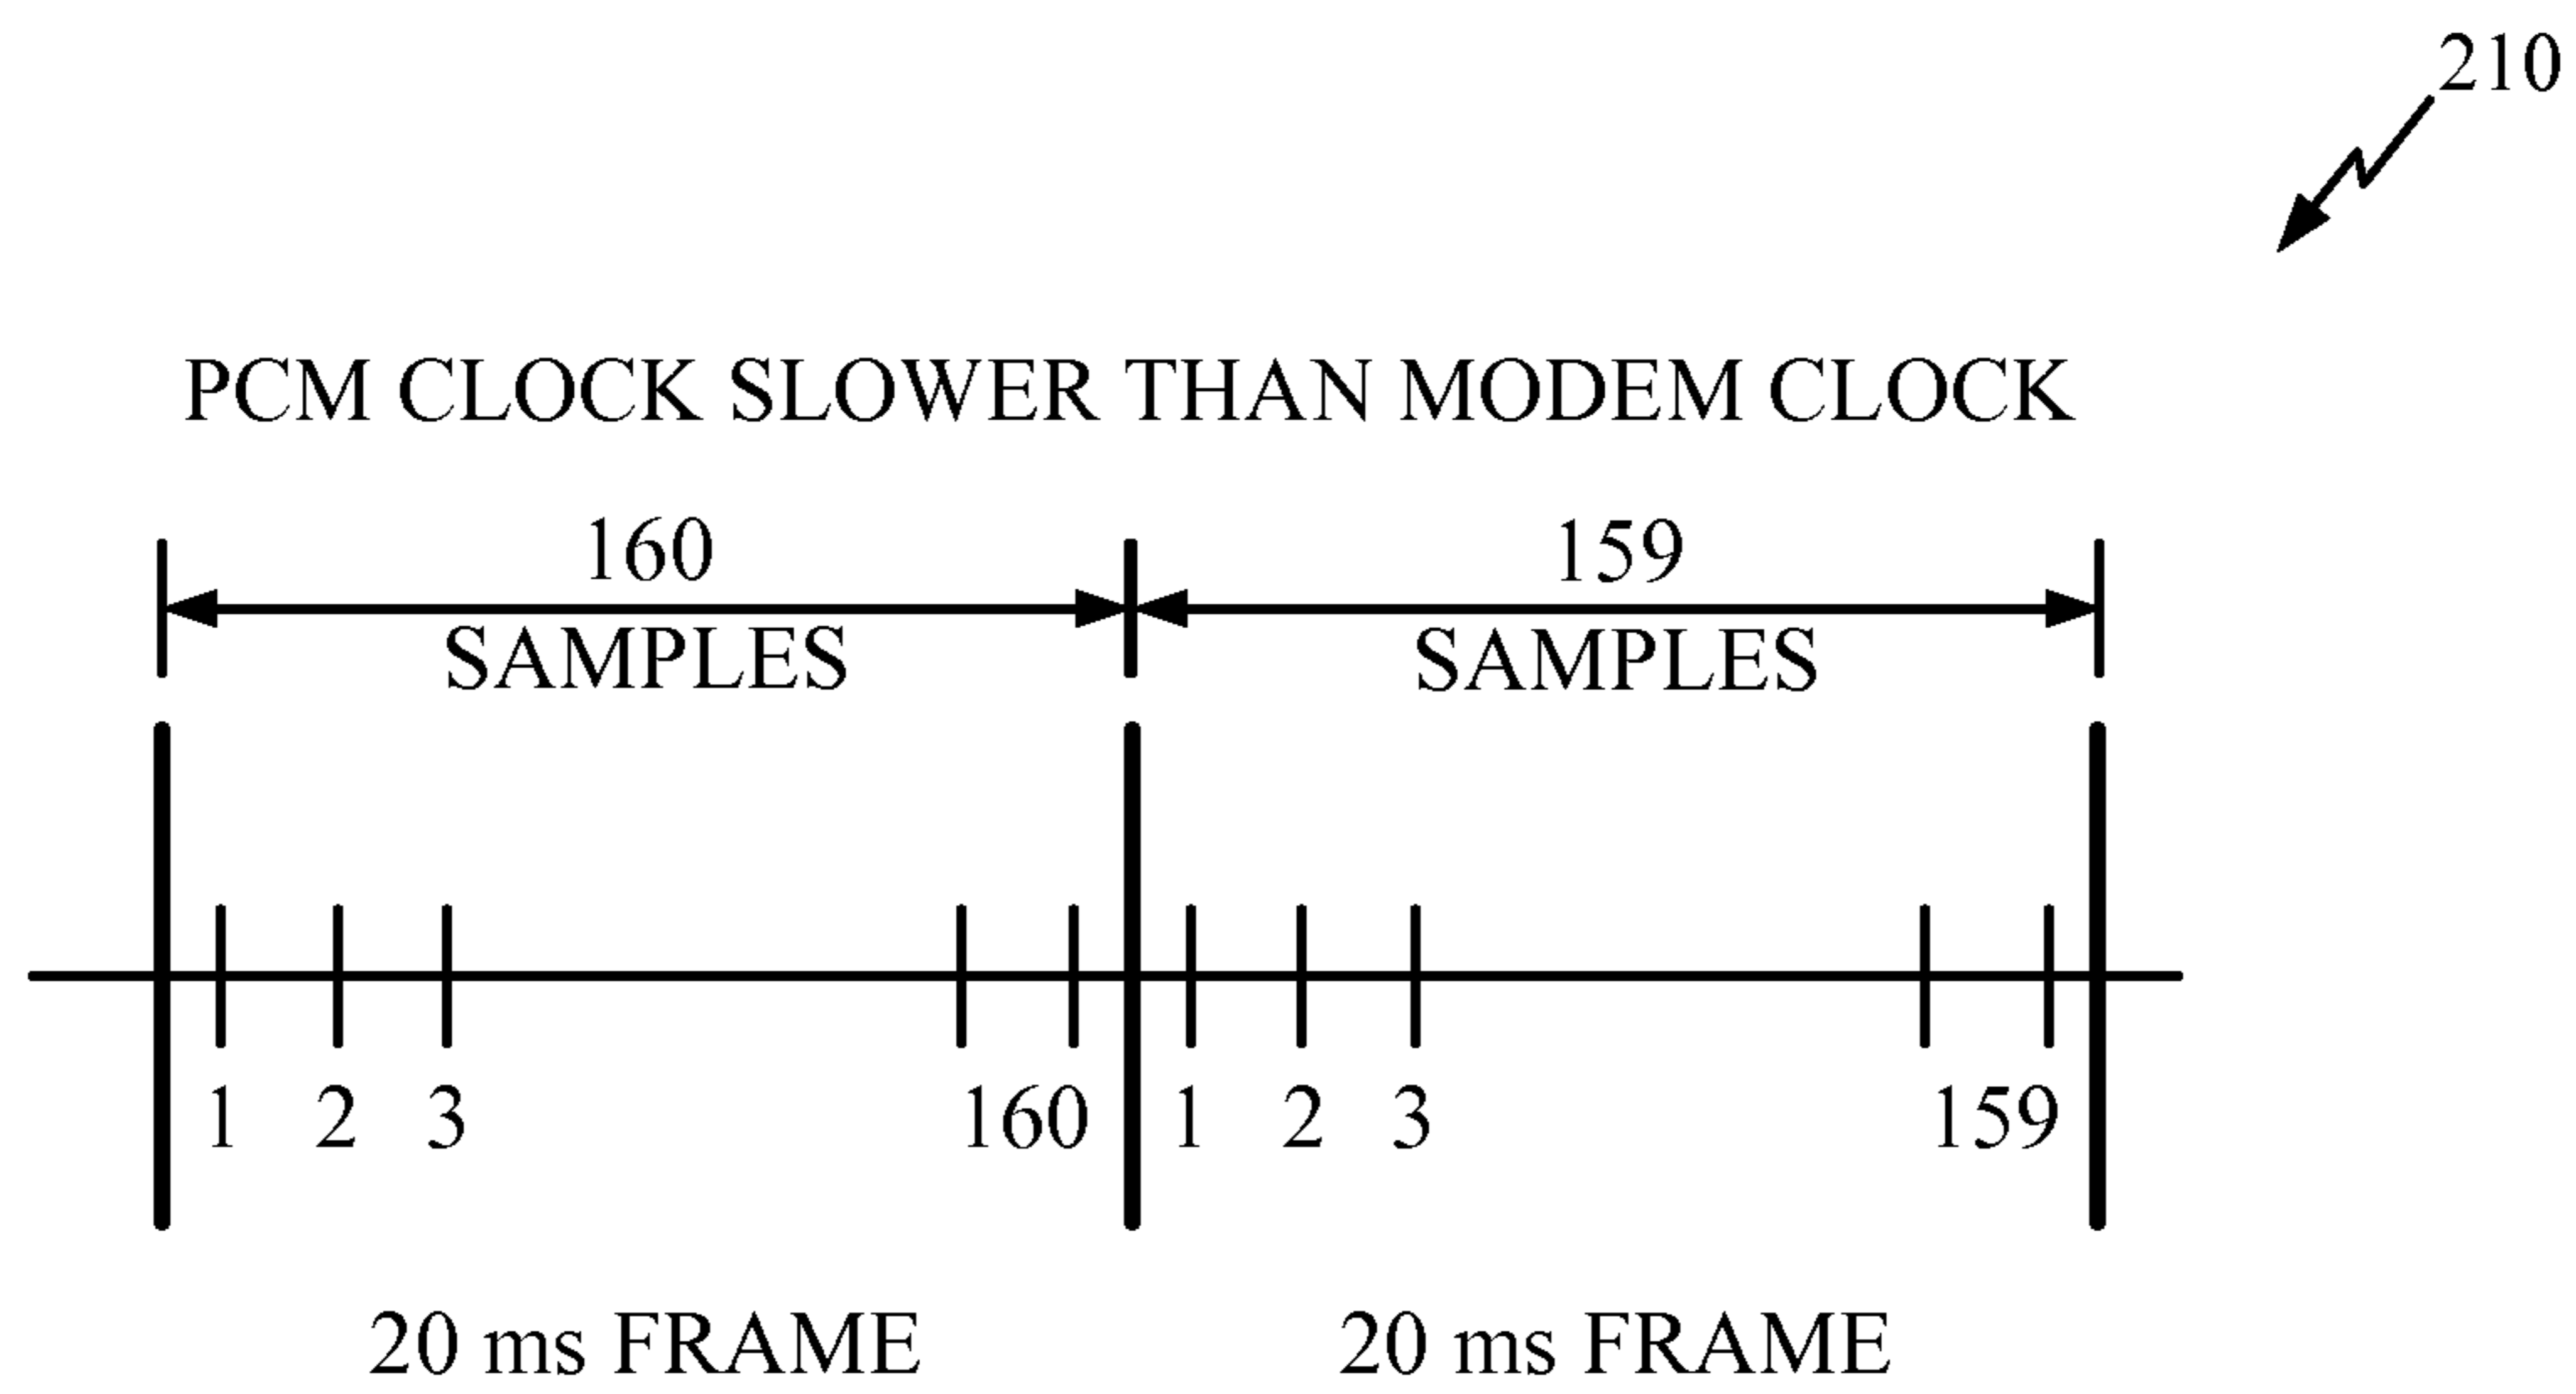 210
PCM CLOCK SLOWER THAN MODEM CLOCK
160 159
SAMPLES SAMPLES
1 2 3 160 1 2 3 159
20 ms FRAME 20 ms FRAME